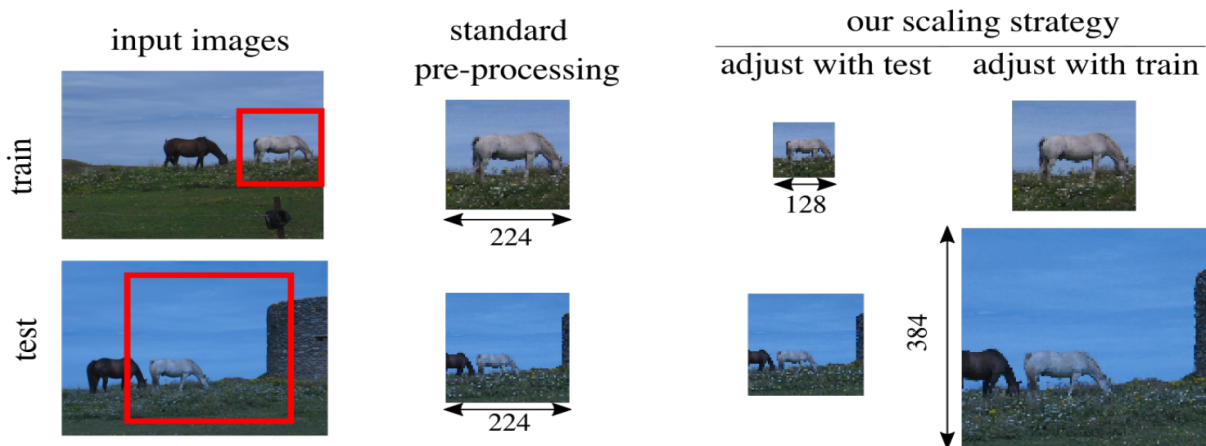 input images
standard
pre-processing
our scaling strategy
adjust with test
adjust with train
train
224
128
test
224
384